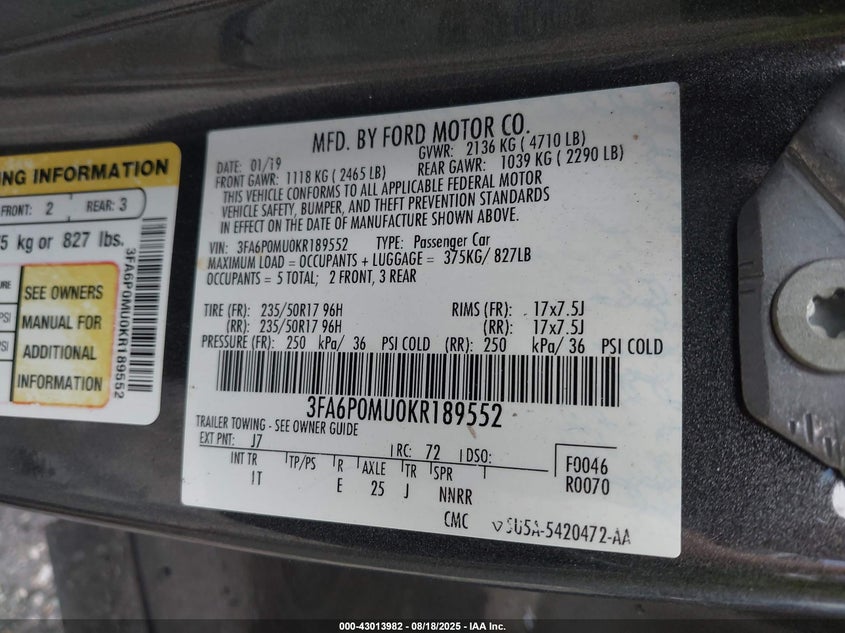 NG INFORMATION
FRONT: 2 REAR: 3
5 kg or 827 lbs.
SEE OWNERS
MANUAL FOR
ADDITIONAL
INFORMATION
3FA6P0MU0KR189552
MFD. BY FORD MOTOR CO.
DATE: 01/19 GVWR: 2136 KG ( 4710 LB)
FRONT GAWR: 1118 KG ( 2465 LB) REAR GAWR: 1039 KG ( 2290 LB)
THIS VEHICLE CONFORMS TO ALL APPLICABLE FEDERAL MOTOR
VEHICLE SAFETY, BUMPER, AND THEFT PREVENTION STANDARDS
IN EFFECT ON THE DATE OF MANUFACTURE SHOWN ABOVE.
VIN: 3FA6P0MU0KR189552 TYPE: Passenger Car
MAXIMUM LOAD = OCCUPANTS + LUGGAGE = 375KG/ 827LB
OCCUPANTS = 5 TOTAL; 2 FRONT, 3 REAR
TIRE (FR): 235/50R17 96H RIMS (FR): 17x7.5J
(RR): 235/50R17 96H (RR): 17x7.5J
PRESSURE (FR): 250 kPa/ 36 PSI COLD (RR): 250 kPa/ 36 PSI COLD
3FA6P0MU0KR189552
TRAILER TOWING - SEE OWNER GUIDE
EXT PNT: J7 RC: 72 DSO:
INT TR TP/PS R AXLE TR SPR
IT E 25 J NNRR
F0046
R0070
CMC 5U5A-5420472-AA
000-43013982 - 08/18/2025 - IAA Inc.